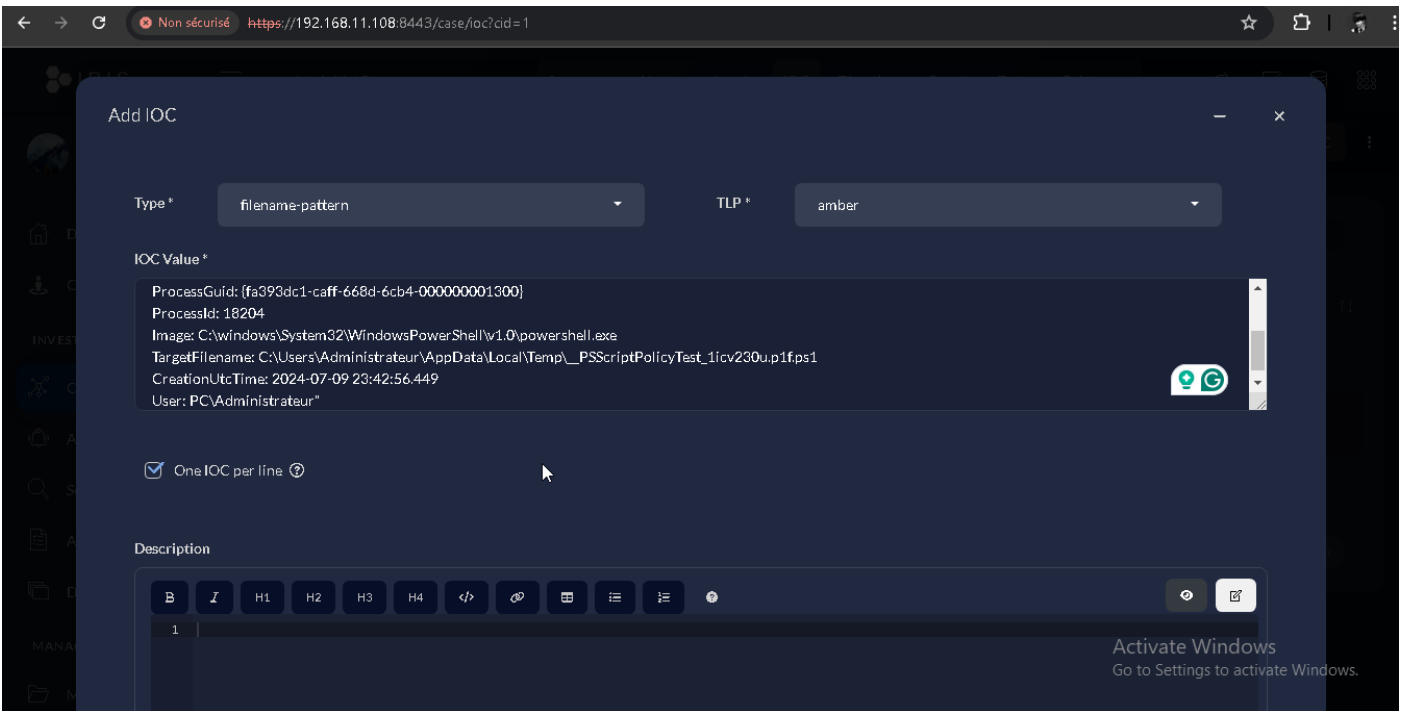 Non sécurisé https://192.168.11.108:8443/case/ioc?cid=1
Add IOC
Type * filename-pattern TLP * amber
IOC Value *
ProcessGuid: {fa393dc1-caff-668d-6cb4-000000001300}
ProcessId: 18204
Image: C:\windows\System32\WindowsPowerShell\v1.0\powershell.exe
TargetFilename: C:\Users\Administrateur\AppData\Local\Temp\__PSScriptPolicyTest_1icv230u.p1f.ps1
CreationUtcTime: 2024-07-09 23:42:56.449
User: PC\Administrateur"
One IOC per line
Description
B I H1 H2 H3 H4 </>
1
Activate Windows
Go to Settings to activate Windows.
INVEST
MANA